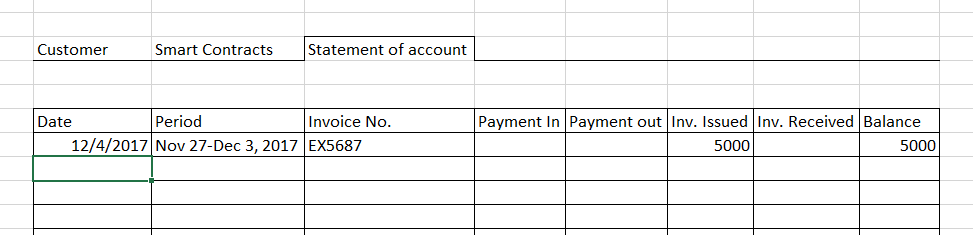 Customer Smart Contracts Statement of account
Date Period Invoice No. Payment In Payment out Inv. Issued Inv. Received Balance
12/4/2017 Nov 27-Dec 3, 2017 EX5687 5000 5000